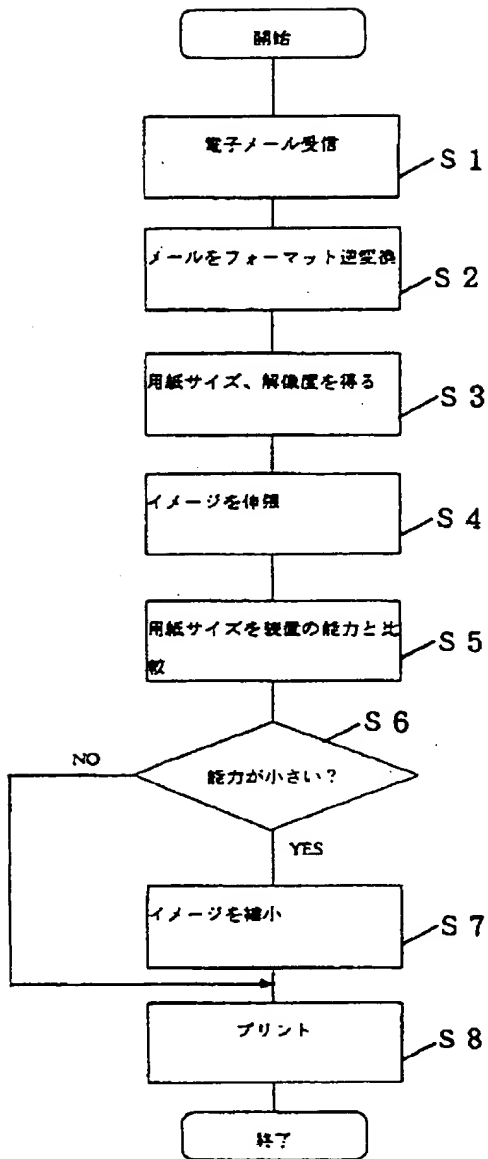 開始
電子メール受信
S 1
メールをフォーマット逆変換
S 2
用紙サイズ、解像度を得る
S 3
イメージを伸張
S 4
用紙サイズを装置の能力と比
較
S 5
S 6
NO
能力が小さい?
YES
イメージを縮小
S 7
プリント
S 8
終了